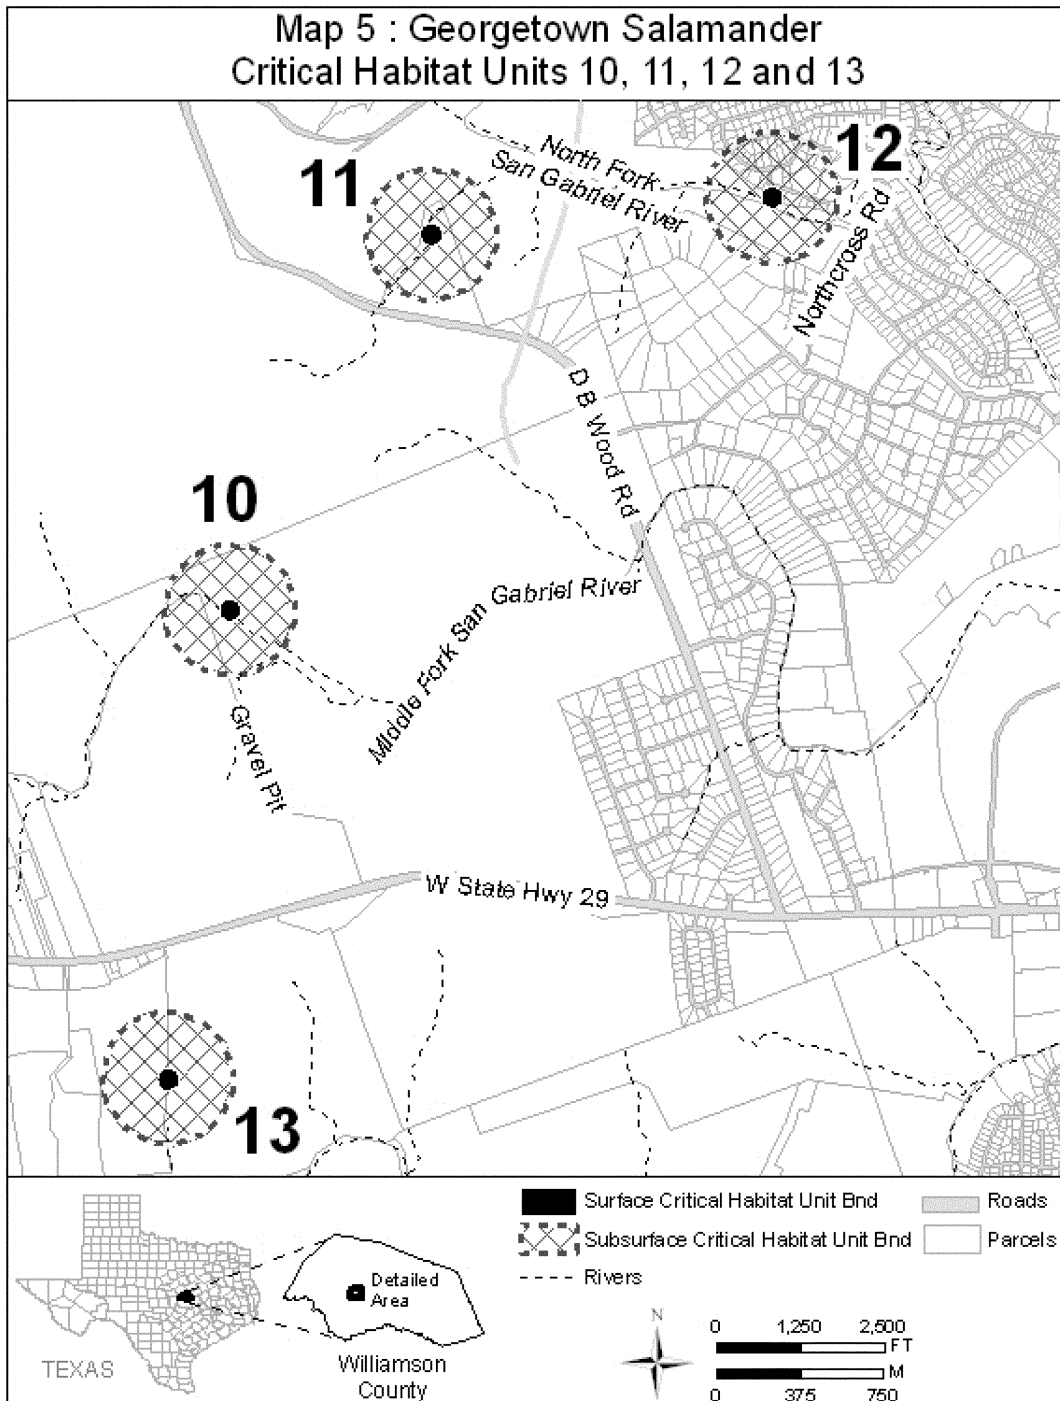 Map 5 : Georgetown Salamander
Critical Habitat Units 10, 11, 12 and 13
11
North Fork
San Gabriel River
12
Northcross Rd
D B Wood Rd
10
Middle Fork San Gabriel River
Gravel Pit
W State Hwy 29
13
Surface Critical Habitat Unit Bnd
Roads
Subsurface Critical Habitat Unit Bnd
Parcels
Rivers
Detailed
Area
TEXAS
Williamson
County
N
0 1,250 2,500
FT
M
0 375 750